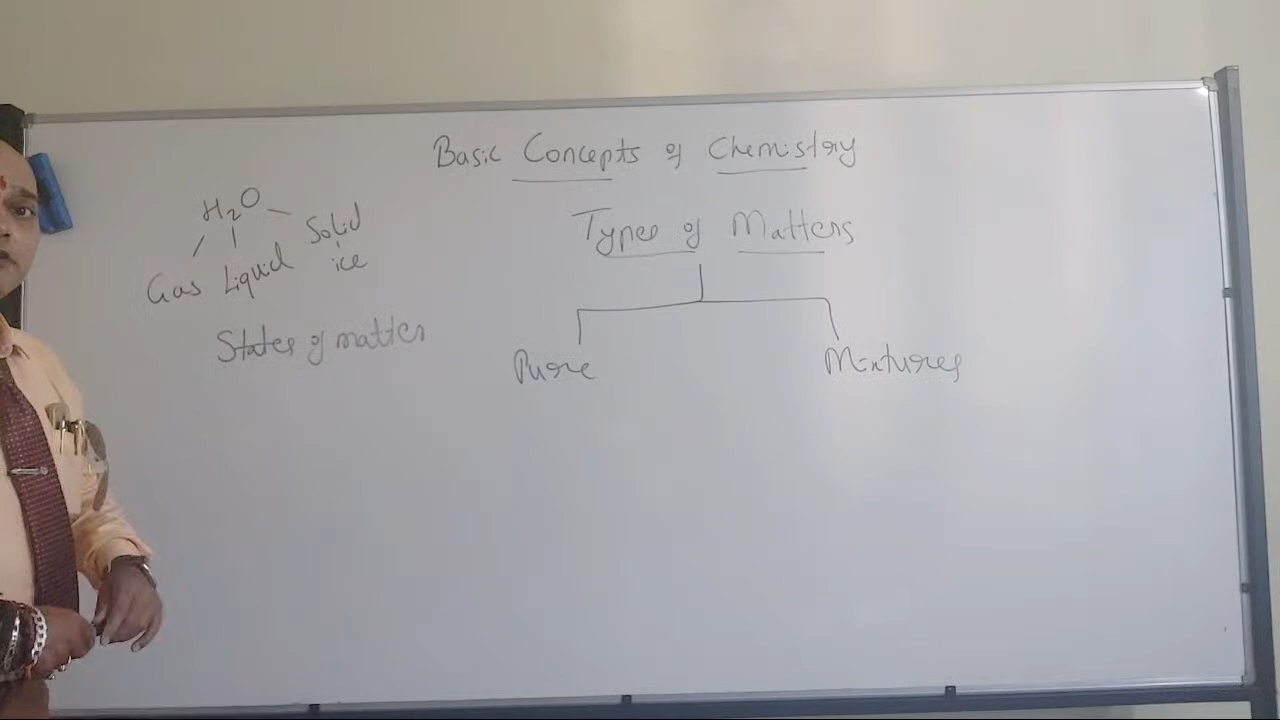 Basic Concepts of Chemistry
H₂O
Solid
Gas Liquid ice
States of matter
Types of Matters
Pure Mixtures